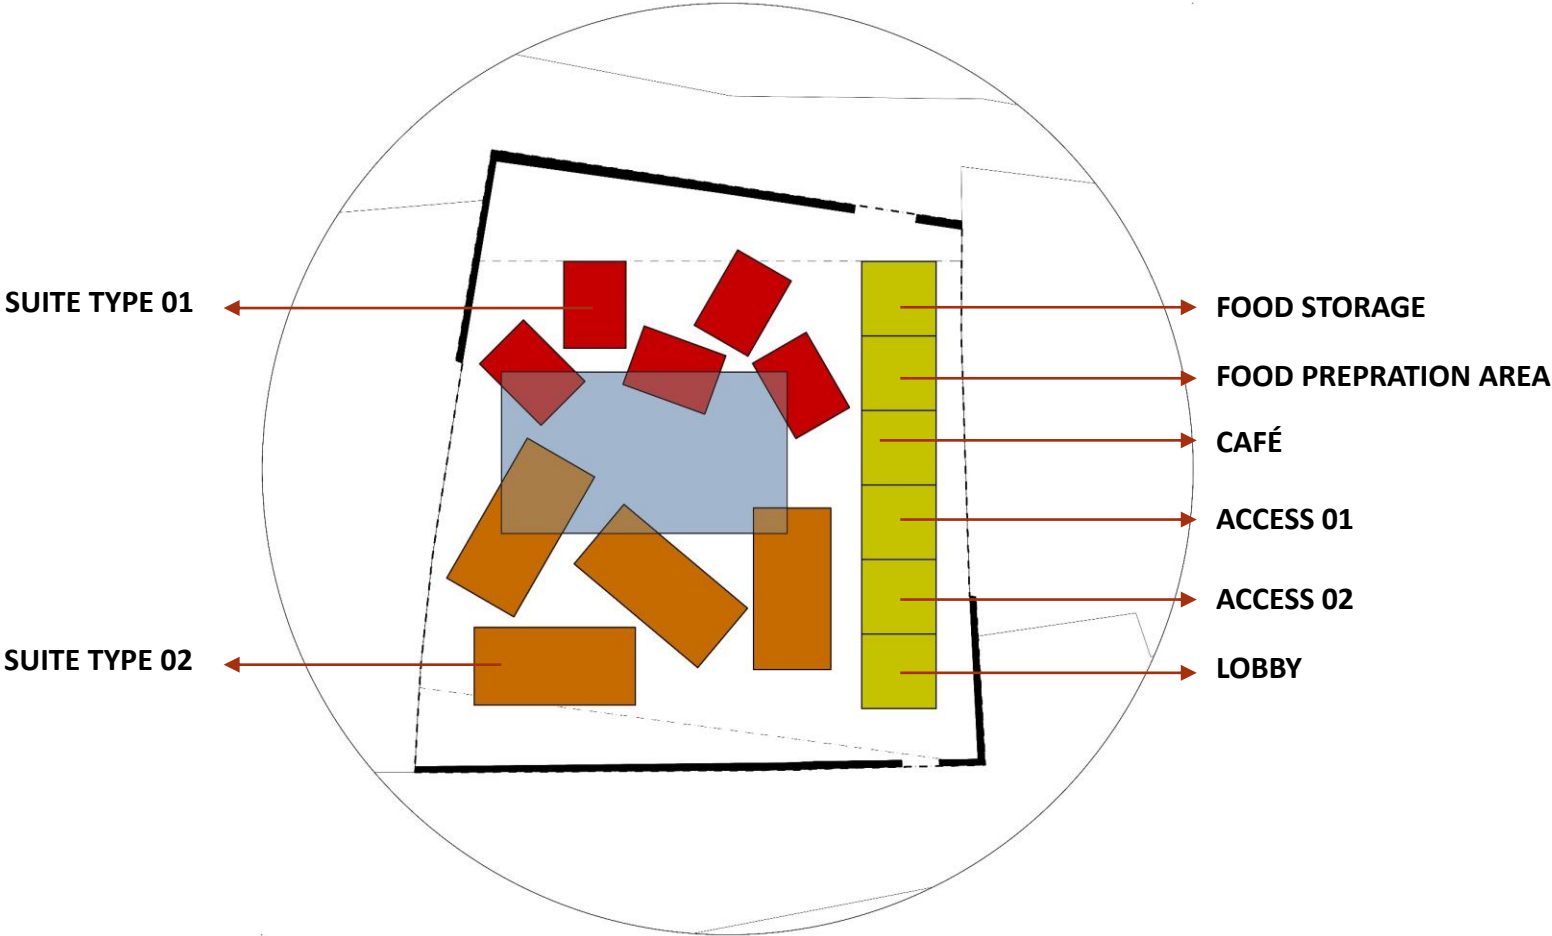 SUITE TYPE 01
SUITE TYPE 02
FOOD STORAGE
FOOD PREPRATION AREA
CAFÉ
ACCESS 01
ACCESS 02
LOBBY